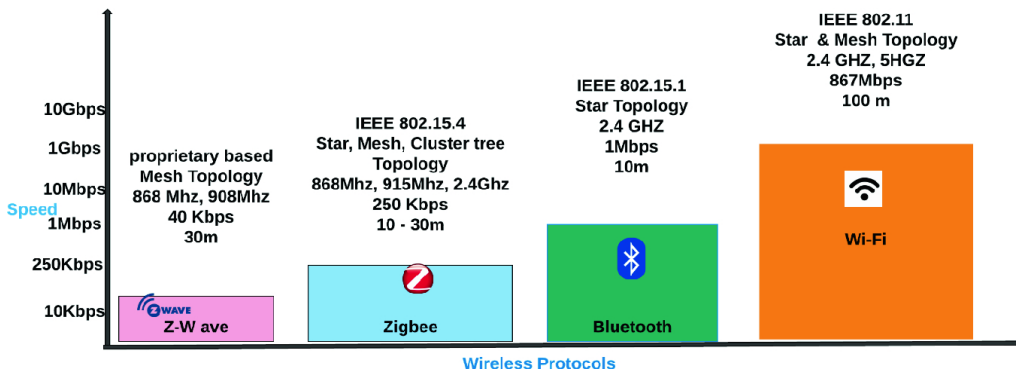 IEEE 802.11
Star & Mesh Topology
2.4 GHZ, 5HGZ
867Mbps
100 m
IEEE 802.15.1
Star Topology
2.4 GHZ
1Mbps
10m
IEEE 802.15.4
Star, Mesh, Cluster tree
Topology
868Mhz, 915Mhz, 2.4Ghz
250 Kbps
10 - 30m
proprietary based
Mesh Topology
868 Mhz, 908Mhz
40 Kbps
30m
10Gbps
1Gbps
10Mbps
Speed
1Mbps
250Kbps
10Kbps
Z WAVE
Z-W ave
Z
Zigbee
Bluetooth
Wi-Fi
Wireless Protocols